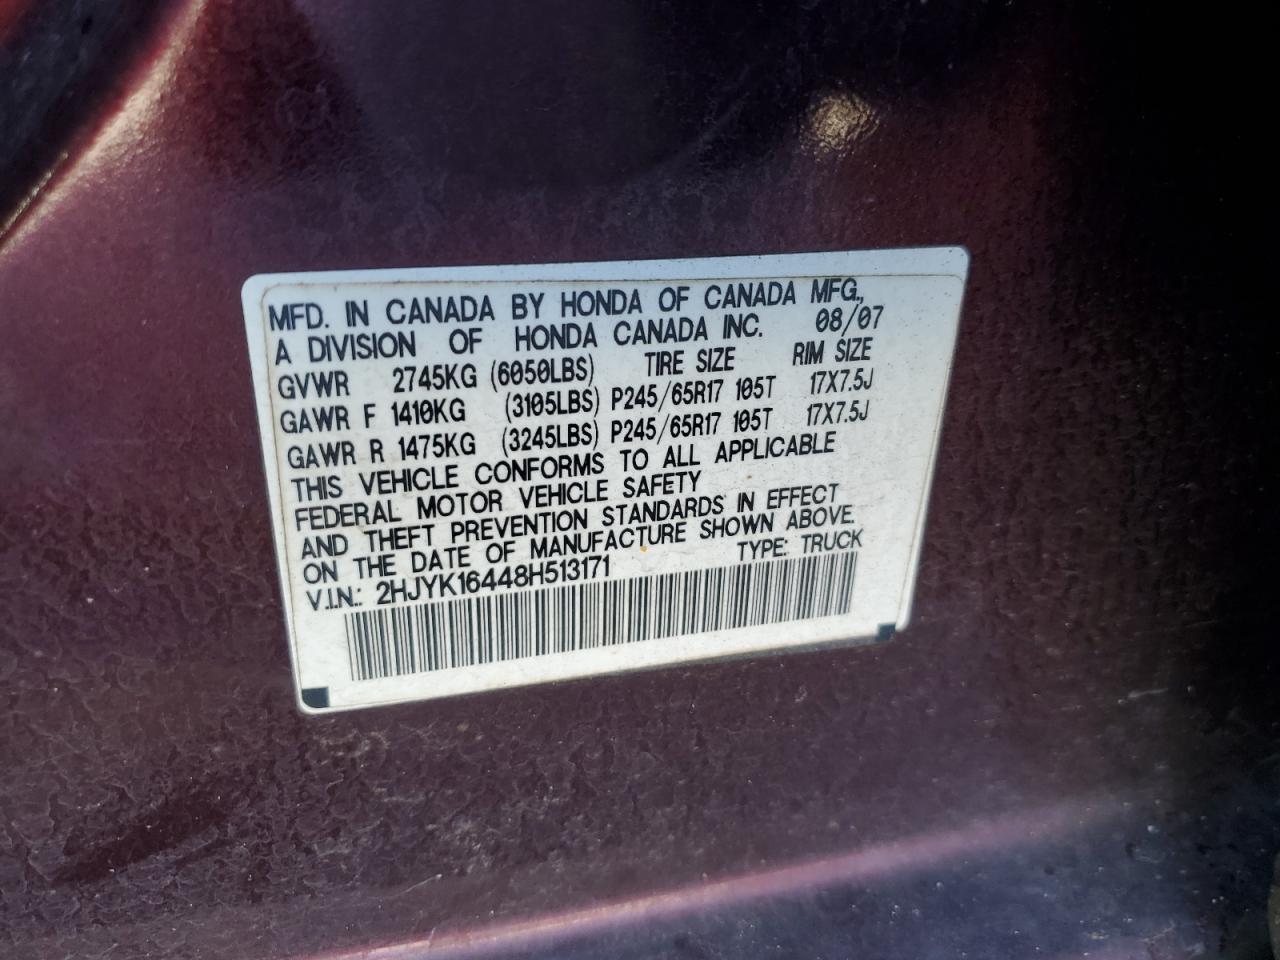 MFD. IN CANADA BY HONDA OF CANADA MFG.,
A DIVISION OF HONDA CANADA INC. 08/07
GVWR 2745KG (6050LBS) TIRE SIZE RIM SIZE
GAWR F 1410KG (3105LBS) P245/65R17 105T 17X7.5J
GAWR R 1475KG (3245LBS) P245/65R17 105T 17X7.5J
THIS VEHICLE CONFORMS TO ALL APPLICABLE
FEDERAL MOTOR VEHICLE SAFETY
AND THEFT PREVENTION STANDARDS IN EFFECT
ON THE DATE OF MANUFACTURE SHOWN ABOVE.
V.I.N.: 2HJYK16448H513171 TYPE: TRUCK